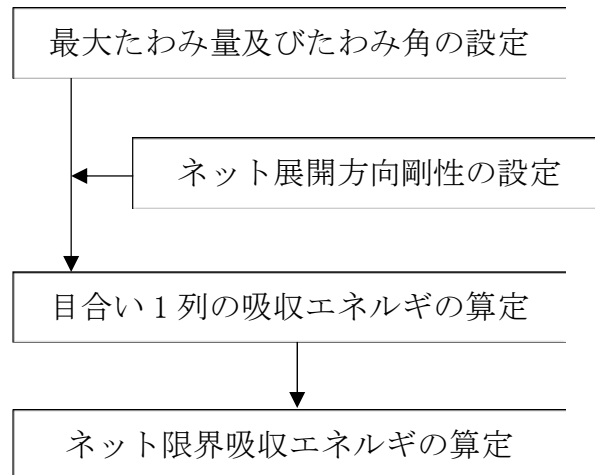 最大たわみ量及びたわみ角の設定
ネット展開方向剛性の設定
目合い1列の吸収エネルギの算定
ネット限界吸収エネルギの算定